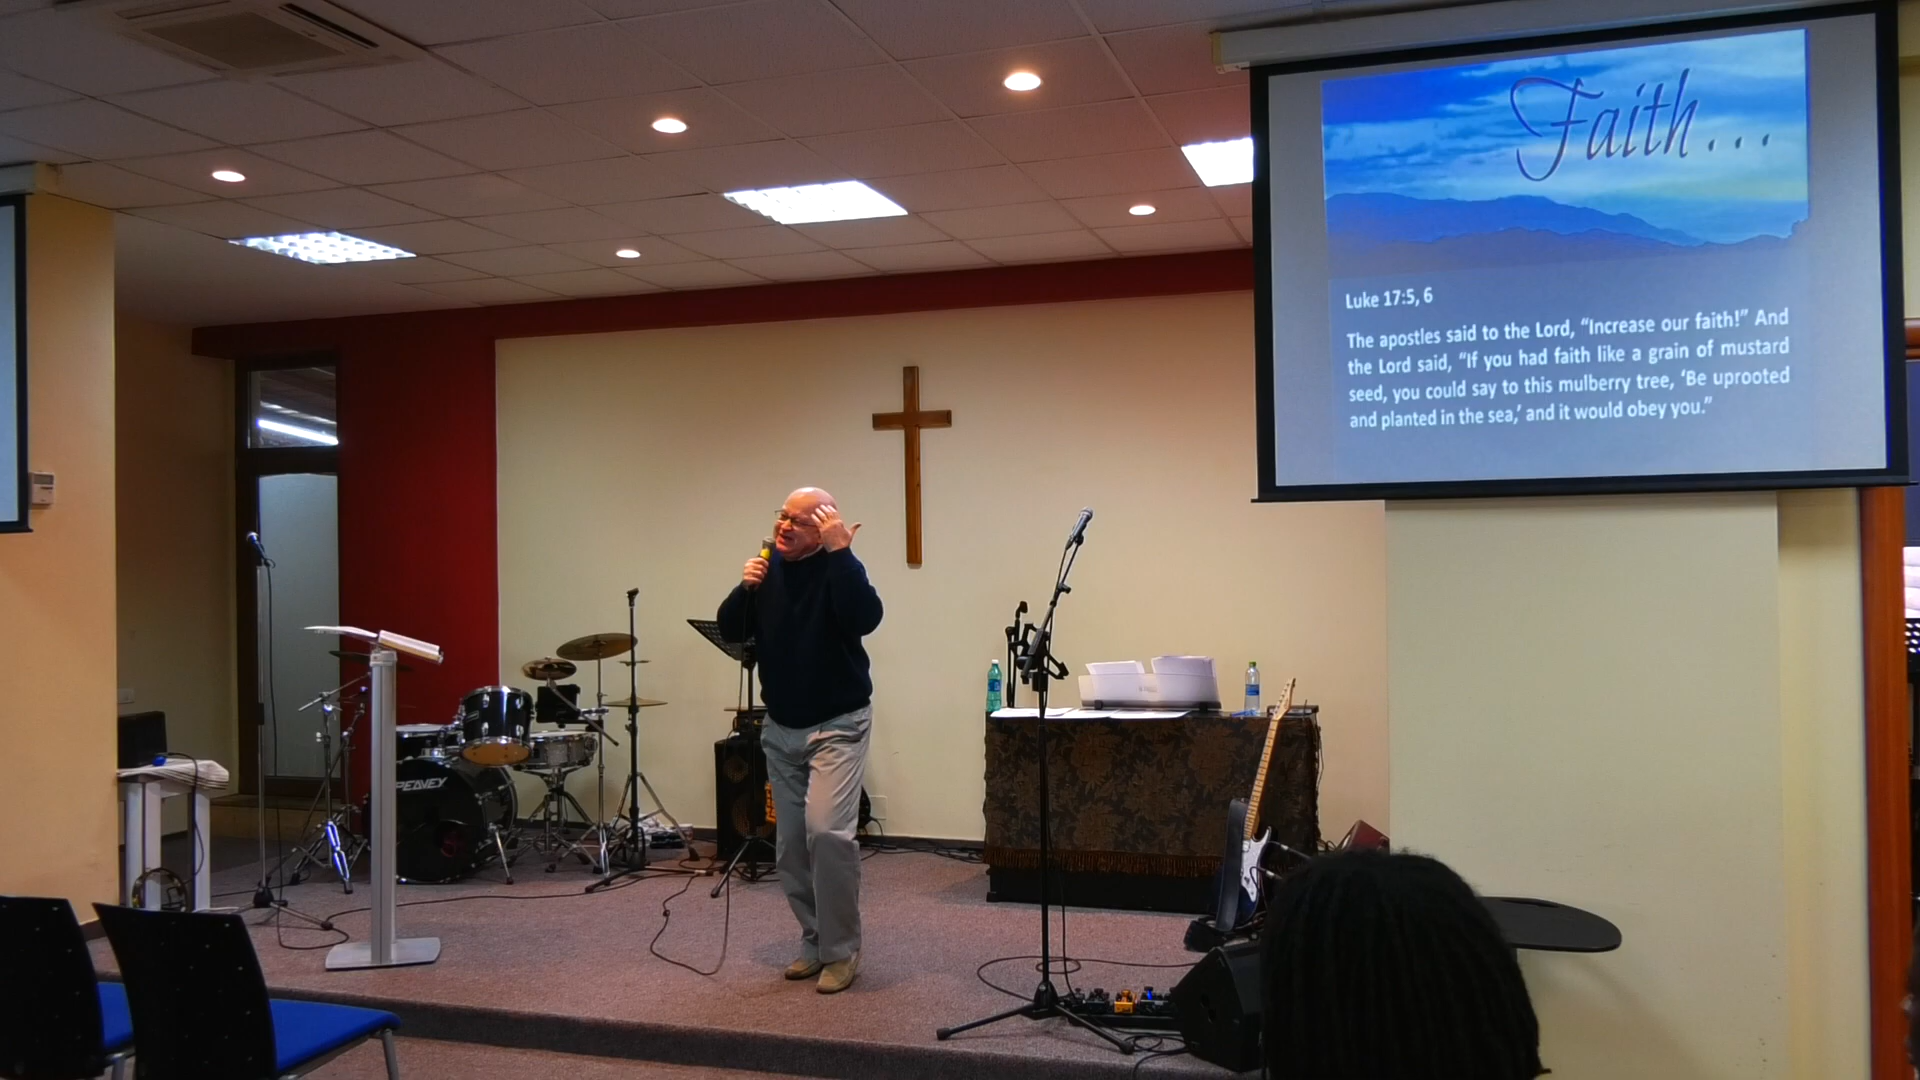 Faith...
Luke 17:5, 6
The apostles said to the Lord, “Increase our faith!” And
the Lord said, “If you had faith like a grain of mustard
seed, you could say to this mulberry tree, ‘Be uprooted
and planted in the sea,’ and it would obey you.”
PEAVEY